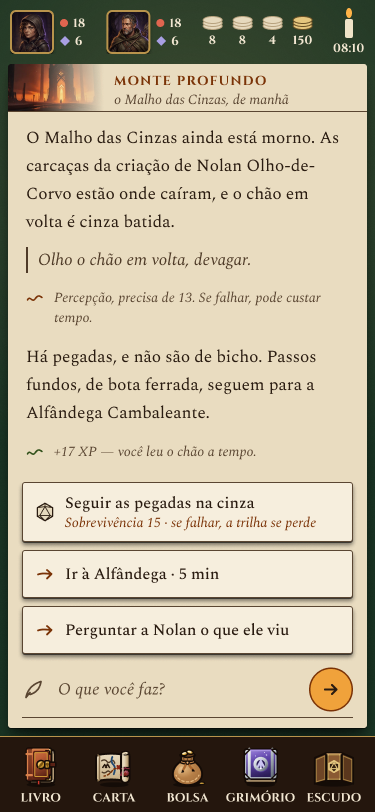 18
6
18
6
8
8
4
150
08:10
MONTE PROFUNDO
o Malho das Cinzas, de manhã
O Malho das Cinzas ainda está morno. As
carcaças da criação de Nolan Olho-de-
Corvo estão onde caíram, e o chão em
volta é cinza batida.
Olho o chão em volta, devagar.
Percepção, precisa de 13. Se falhar, pode custar
tempo.
Há pegadas, e não são de bicho. Passos
fundos, de bota ferrada, seguem para a
Alfândega Cambaleante.
+17 XP — você leu o chão a tempo.
Seguir as pegadas na cinza
Sobrevivência 15 · se falhar, a trilha se perde
Ir à Alfândega · 5 min
Perguntar a Nolan o que ele viu
O que você faz?
LIVRO
CARTA
BOLSA
GRIMÓRIO
ESCUDO